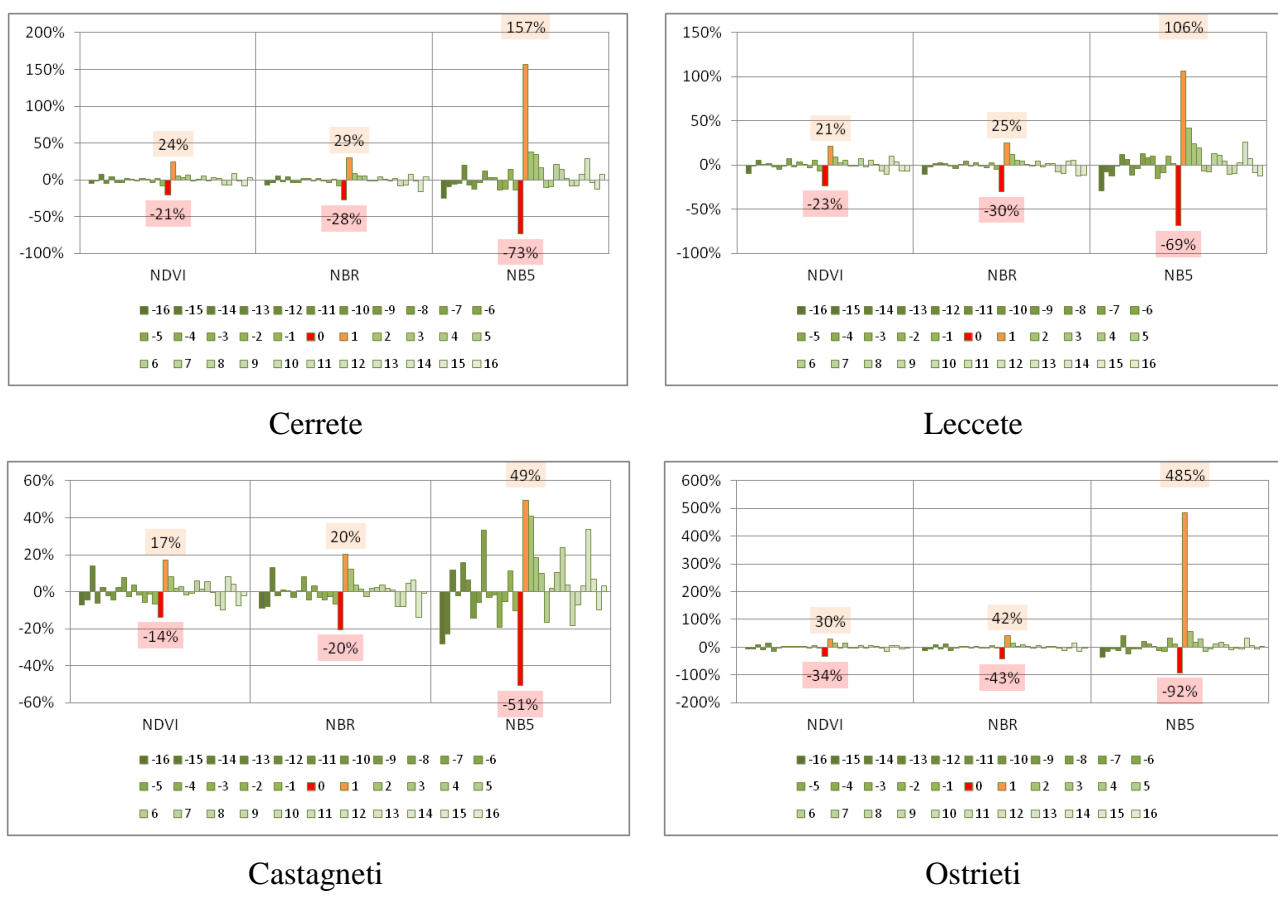 157%
200%
150%
100%
50%
0%
-50%
-100%
24%
29%
-21%
-28%
-73%
NDVI NBR NB5
-16 -15 -14 -13 -12 -11 -10 -9 -8 -7 -6
-5 -4 -3 -2 -1 0 1 2 3 4 5
6 7 8 9 10 11 12 13 14 15 16
Cerrete
106%
150%
100%
50%
0%
-50%
-100%
21%
25%
-23%
-30%
-69%
NDVI NBR NB5
-16 -15 -14 -13 -12 -11 -10 -9 -8 -7 -6
-5 -4 -3 -2 -1 0 1 2 3 4 5
6 7 8 9 10 11 12 13 14 15 16
Leccete
49%
60%
40%
20%
0%
-20%
-40%
-60%
17%
20%
-14%
-20%
-51%
NDVI NBR NB5
-16 -15 -14 -13 -12 -11 -10 -9 -8 -7 -6
-5 -4 -3 -2 -1 0 1 2 3 4 5
6 7 8 9 10 11 12 13 14 15 16
Castagneti
485%
600%
500%
400%
300%
200%
100%
0%
-100%
-200%
30%
42%
-34%
-43%
-92%
NDVI NBR NB5
-16 -15 -14 -13 -12 -11 -10 -9 -8 -7 -6
-5 -4 -3 -2 -1 0 1 2 3 4 5
6 7 8 9 10 11 12 13 14 15 16
Ostrieti